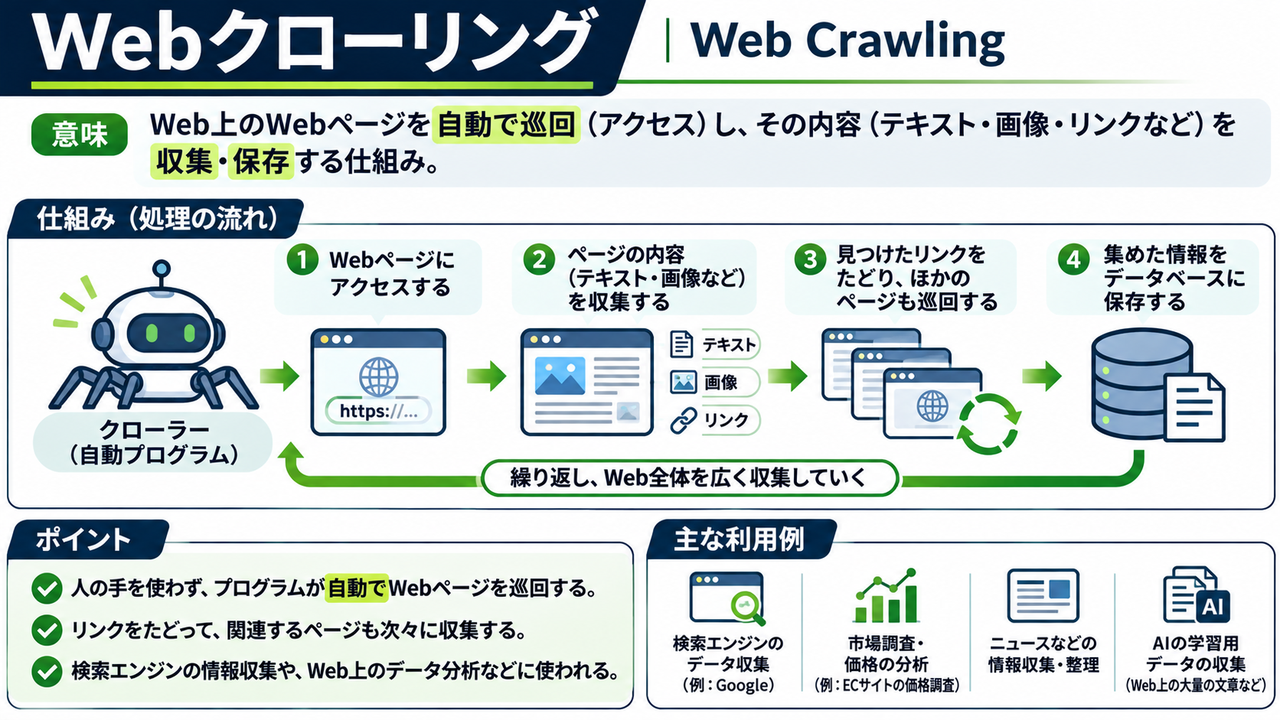 Webクローリング
Web Crawling
意味
Web上のWebページを自動で巡回（アクセス）し、その内容（テキスト・画像・リンクなど）を
収集・保存する仕組み。
仕組み（処理の流れ）
クローラー
（自動プログラム）
1
Webページに
アクセスする
https://...
2
ページの内容
（テキスト・画像など）
を収集する
テキスト
画像
リンク
3
見つけたリンクを
たどり、ほかの
ページも巡回する
4
集めた情報を
データベースに
保存する
繰り返し、Web全体を広く収集していく
ポイント
人の手を使わず、プログラムが自動でWebページを巡回する。
リンクをたどって、関連するページも次々に収集する。
検索エンジンの情報収集や、Web上のデータ分析などに使われる。
主な利用例
検索エンジンの
データ収集
（例：Google）
市場調査・
価格の分析
（例：ECサイトの価格調査）
ニュースなどの
情報収集・整理
AI
AIの学習用
データの収集
（Web上の大量の文章など）